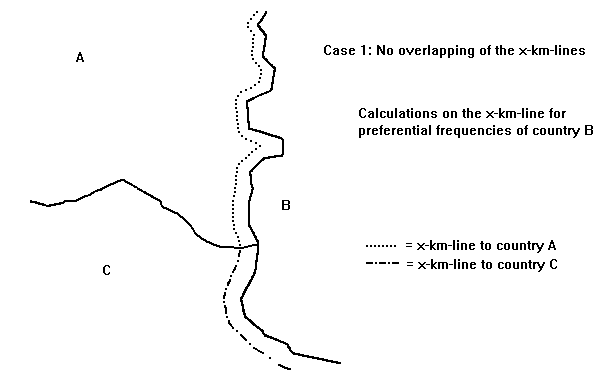 Case 1: No overlapping of the x-km-lines
A
Calculations on the x-km-line for
preferential frequencies of country B
B
= x-km-line to country A
C
= x-km-line to country C